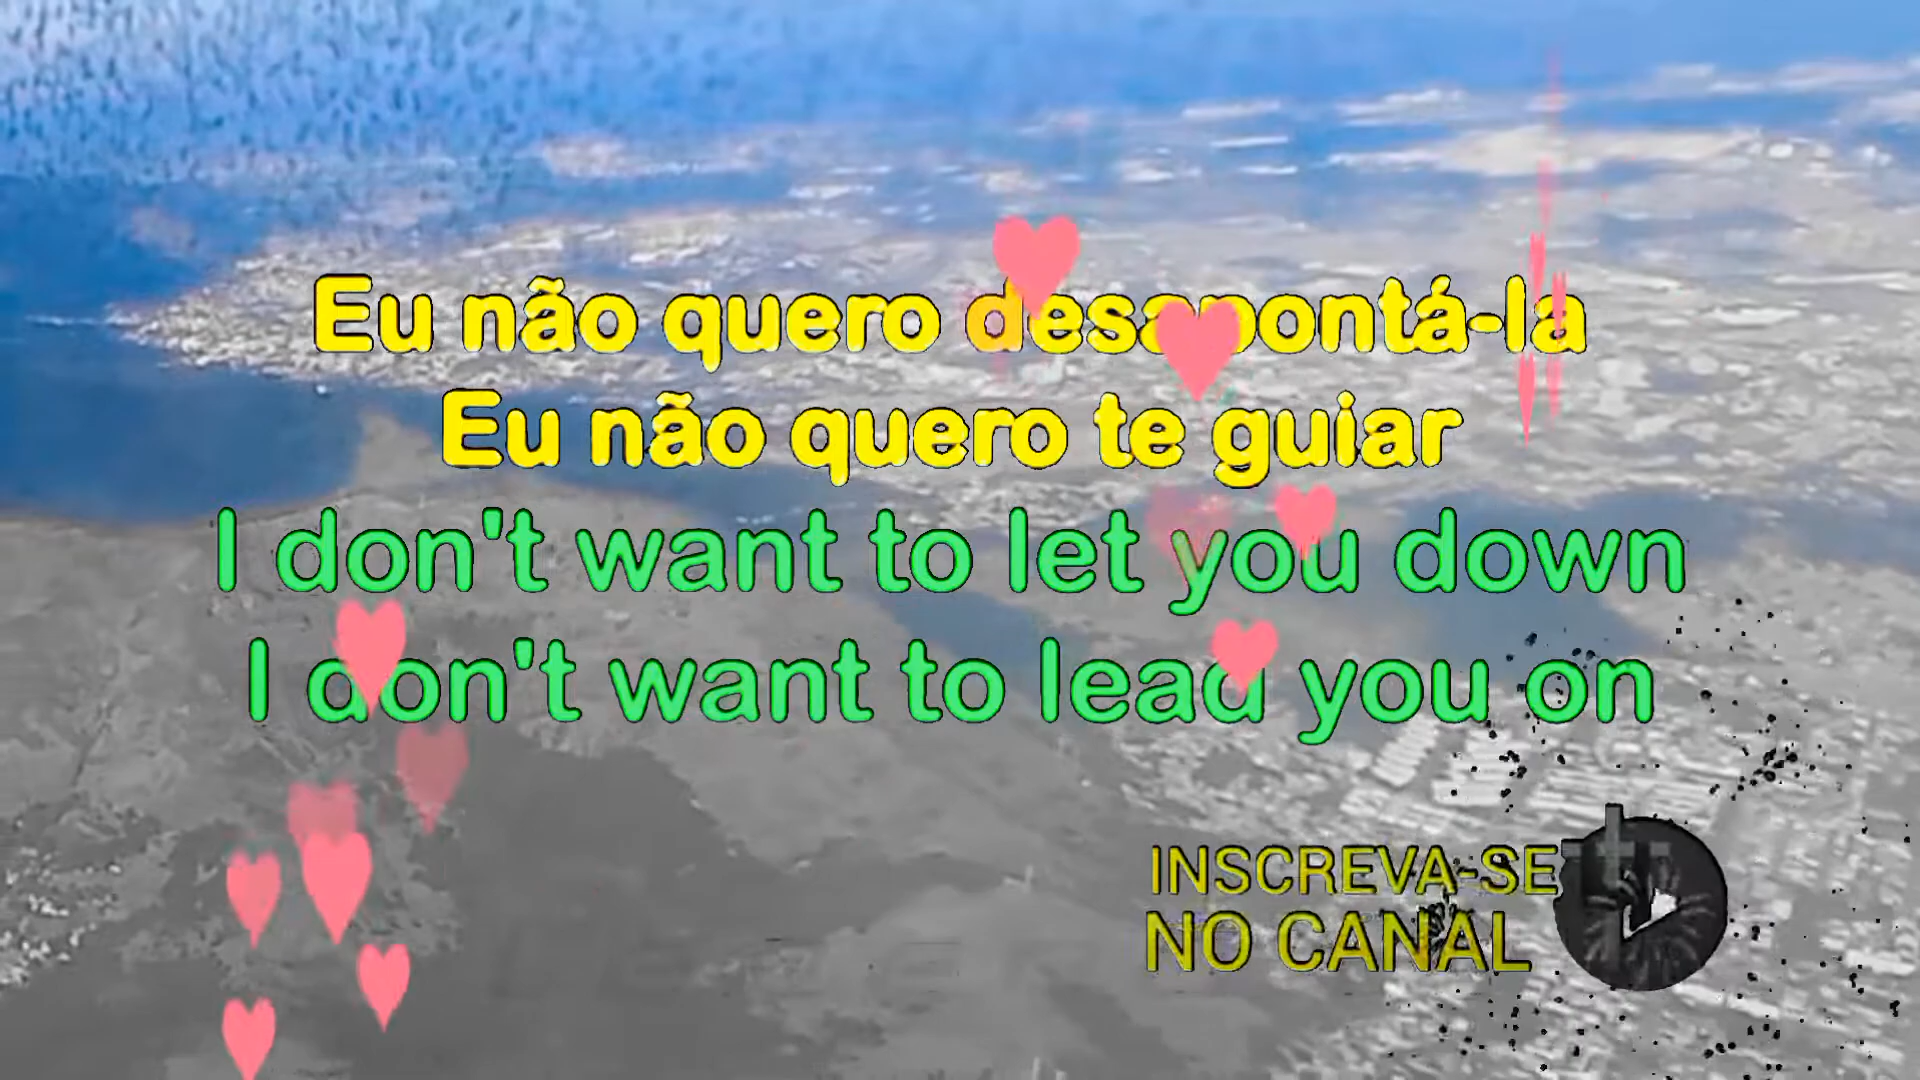 Eu não quero desapontá-la
Eu não quero te guiar
I don't want to let you down
I don't want to lead you on
INSCREVA-SE
NO CANAL